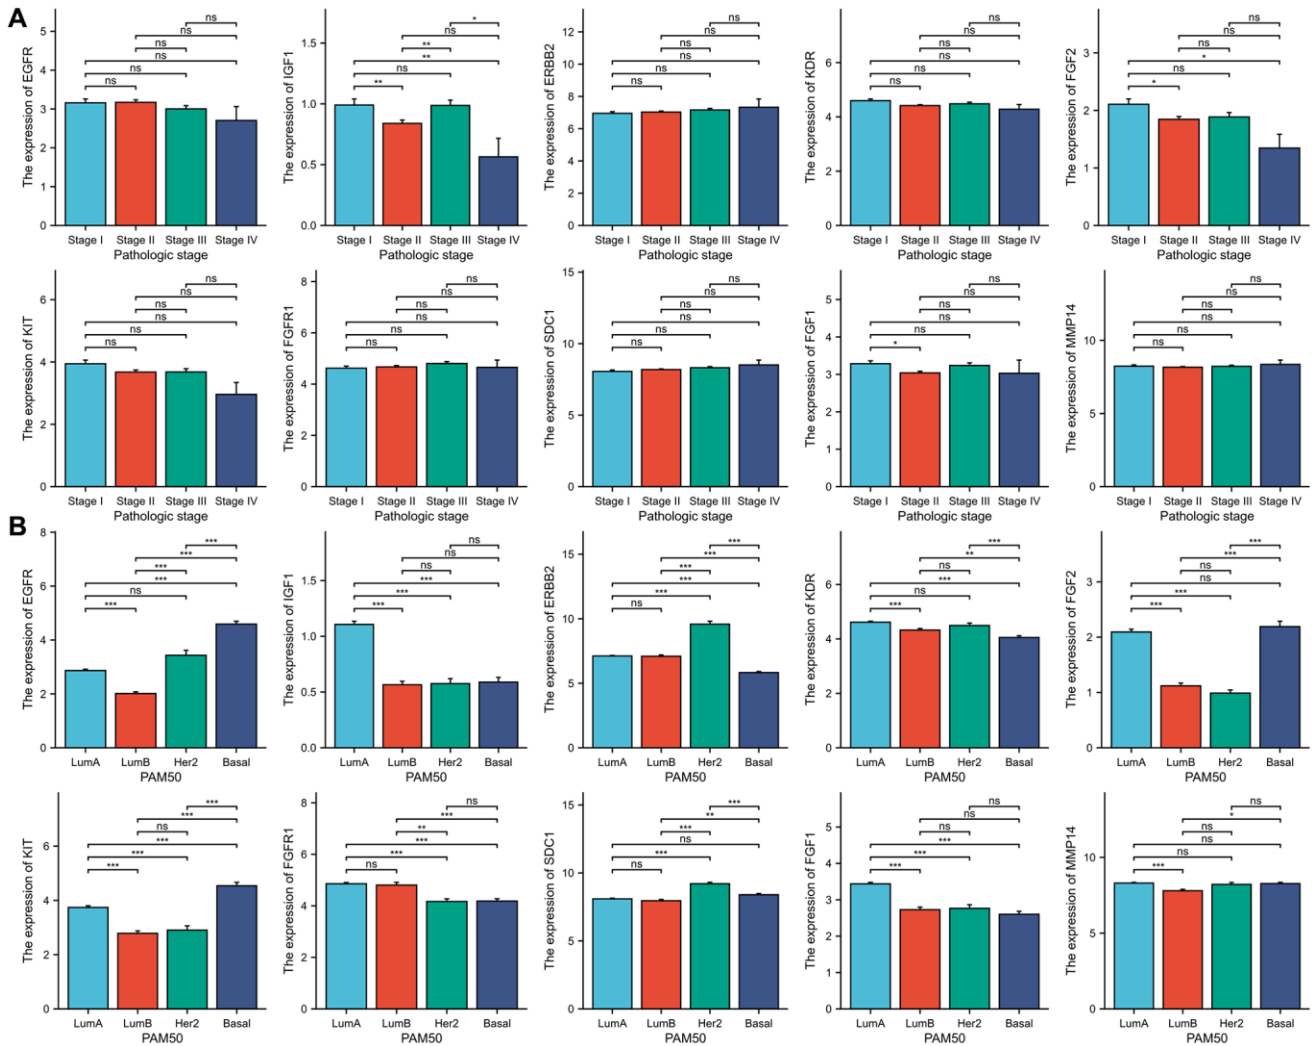 A
The expression of EGFR
5
4
3
2
1
0
ns
ns
ns
ns
ns
ns
Stage I Stage II Stage III Stage IV
Pathologic stage
The expression of IGF1
1.5
1.0
0.5
0.0
*
ns
**
**
ns
**
Stage I Stage II Stage III Stage IV
Pathologic stage
The expression of ERBB2
12
10
8
6
4
2
0
ns
ns
ns
ns
ns
ns
Stage I Stage II Stage III Stage IV
Pathologic stage
The expression of KDR
6
4
2
0
ns
ns
ns
ns
ns
ns
Stage I Stage II Stage III Stage IV
Pathologic stage
The expression of FGF2
3
2
1
0
ns
ns
ns
*
ns
*
Stage I Stage II Stage III Stage IV
Pathologic stage
The expression of KIT
6
4
2
0
ns
ns
ns
ns
ns
ns
Stage I Stage II Stage III Stage IV
Pathologic stage
The expression of FGFR1
8
6
4
2
0
ns
ns
ns
ns
ns
ns
Stage I Stage II Stage III Stage IV
Pathologic stage
The expression of SDC1
15
10
5
0
ns
ns
ns
ns
ns
ns
Stage I Stage II Stage III Stage IV
Pathologic stage
The expression of FGF1
5
4
3
2
1
0
ns
ns
ns
ns
ns
*
Stage I Stage II Stage III Stage IV
Pathologic stage
The expression of MMP14
10
5
0
ns
ns
ns
ns
ns
ns
Stage I Stage II Stage III Stage IV
Pathologic stage
B
The expression of EGFR
8
6
4
2
0
***
***
***
***
ns
***
LumA LumB Her2 Basal
PAM50
The expression of IGF1
1.5
1.0
0.5
0.0
ns
ns
ns
***
***
***
LumA LumB Her2 Basal
PAM50
The expression of ERBB2
15
10
5
0
***
***
***
***
***
ns
LumA LumB Her2 Basal
PAM50
The expression of KDR
6
4
2
0
***
**
ns
***
ns
***
LumA LumB Her2 Basal
PAM50
The expression of FGF2
3
2
1
0
***
***
ns
ns
***
***
LumA LumB Her2 Basal
PAM50
The expression of KIT
6
4
2
0
***
***
ns
***
***
***
LumA LumB Her2 Basal
PAM50
The expression of FGFR1
8
6
4
2
0
ns
***
**
***
***
ns
LumA LumB Her2 Basal
PAM50
The expression of SDC1
15
10
5
0
***
**
***
ns
***
ns
LumA LumB Her2 Basal
PAM50
The expression of FGF1
5
4
3
2
1
0
ns
ns
ns
***
***
***
LumA LumB Her2 Basal
PAM50
The expression of MMP14
10
5
0
ns
*
ns
ns
ns
***
LumA LumB Her2 Basal
PAM50